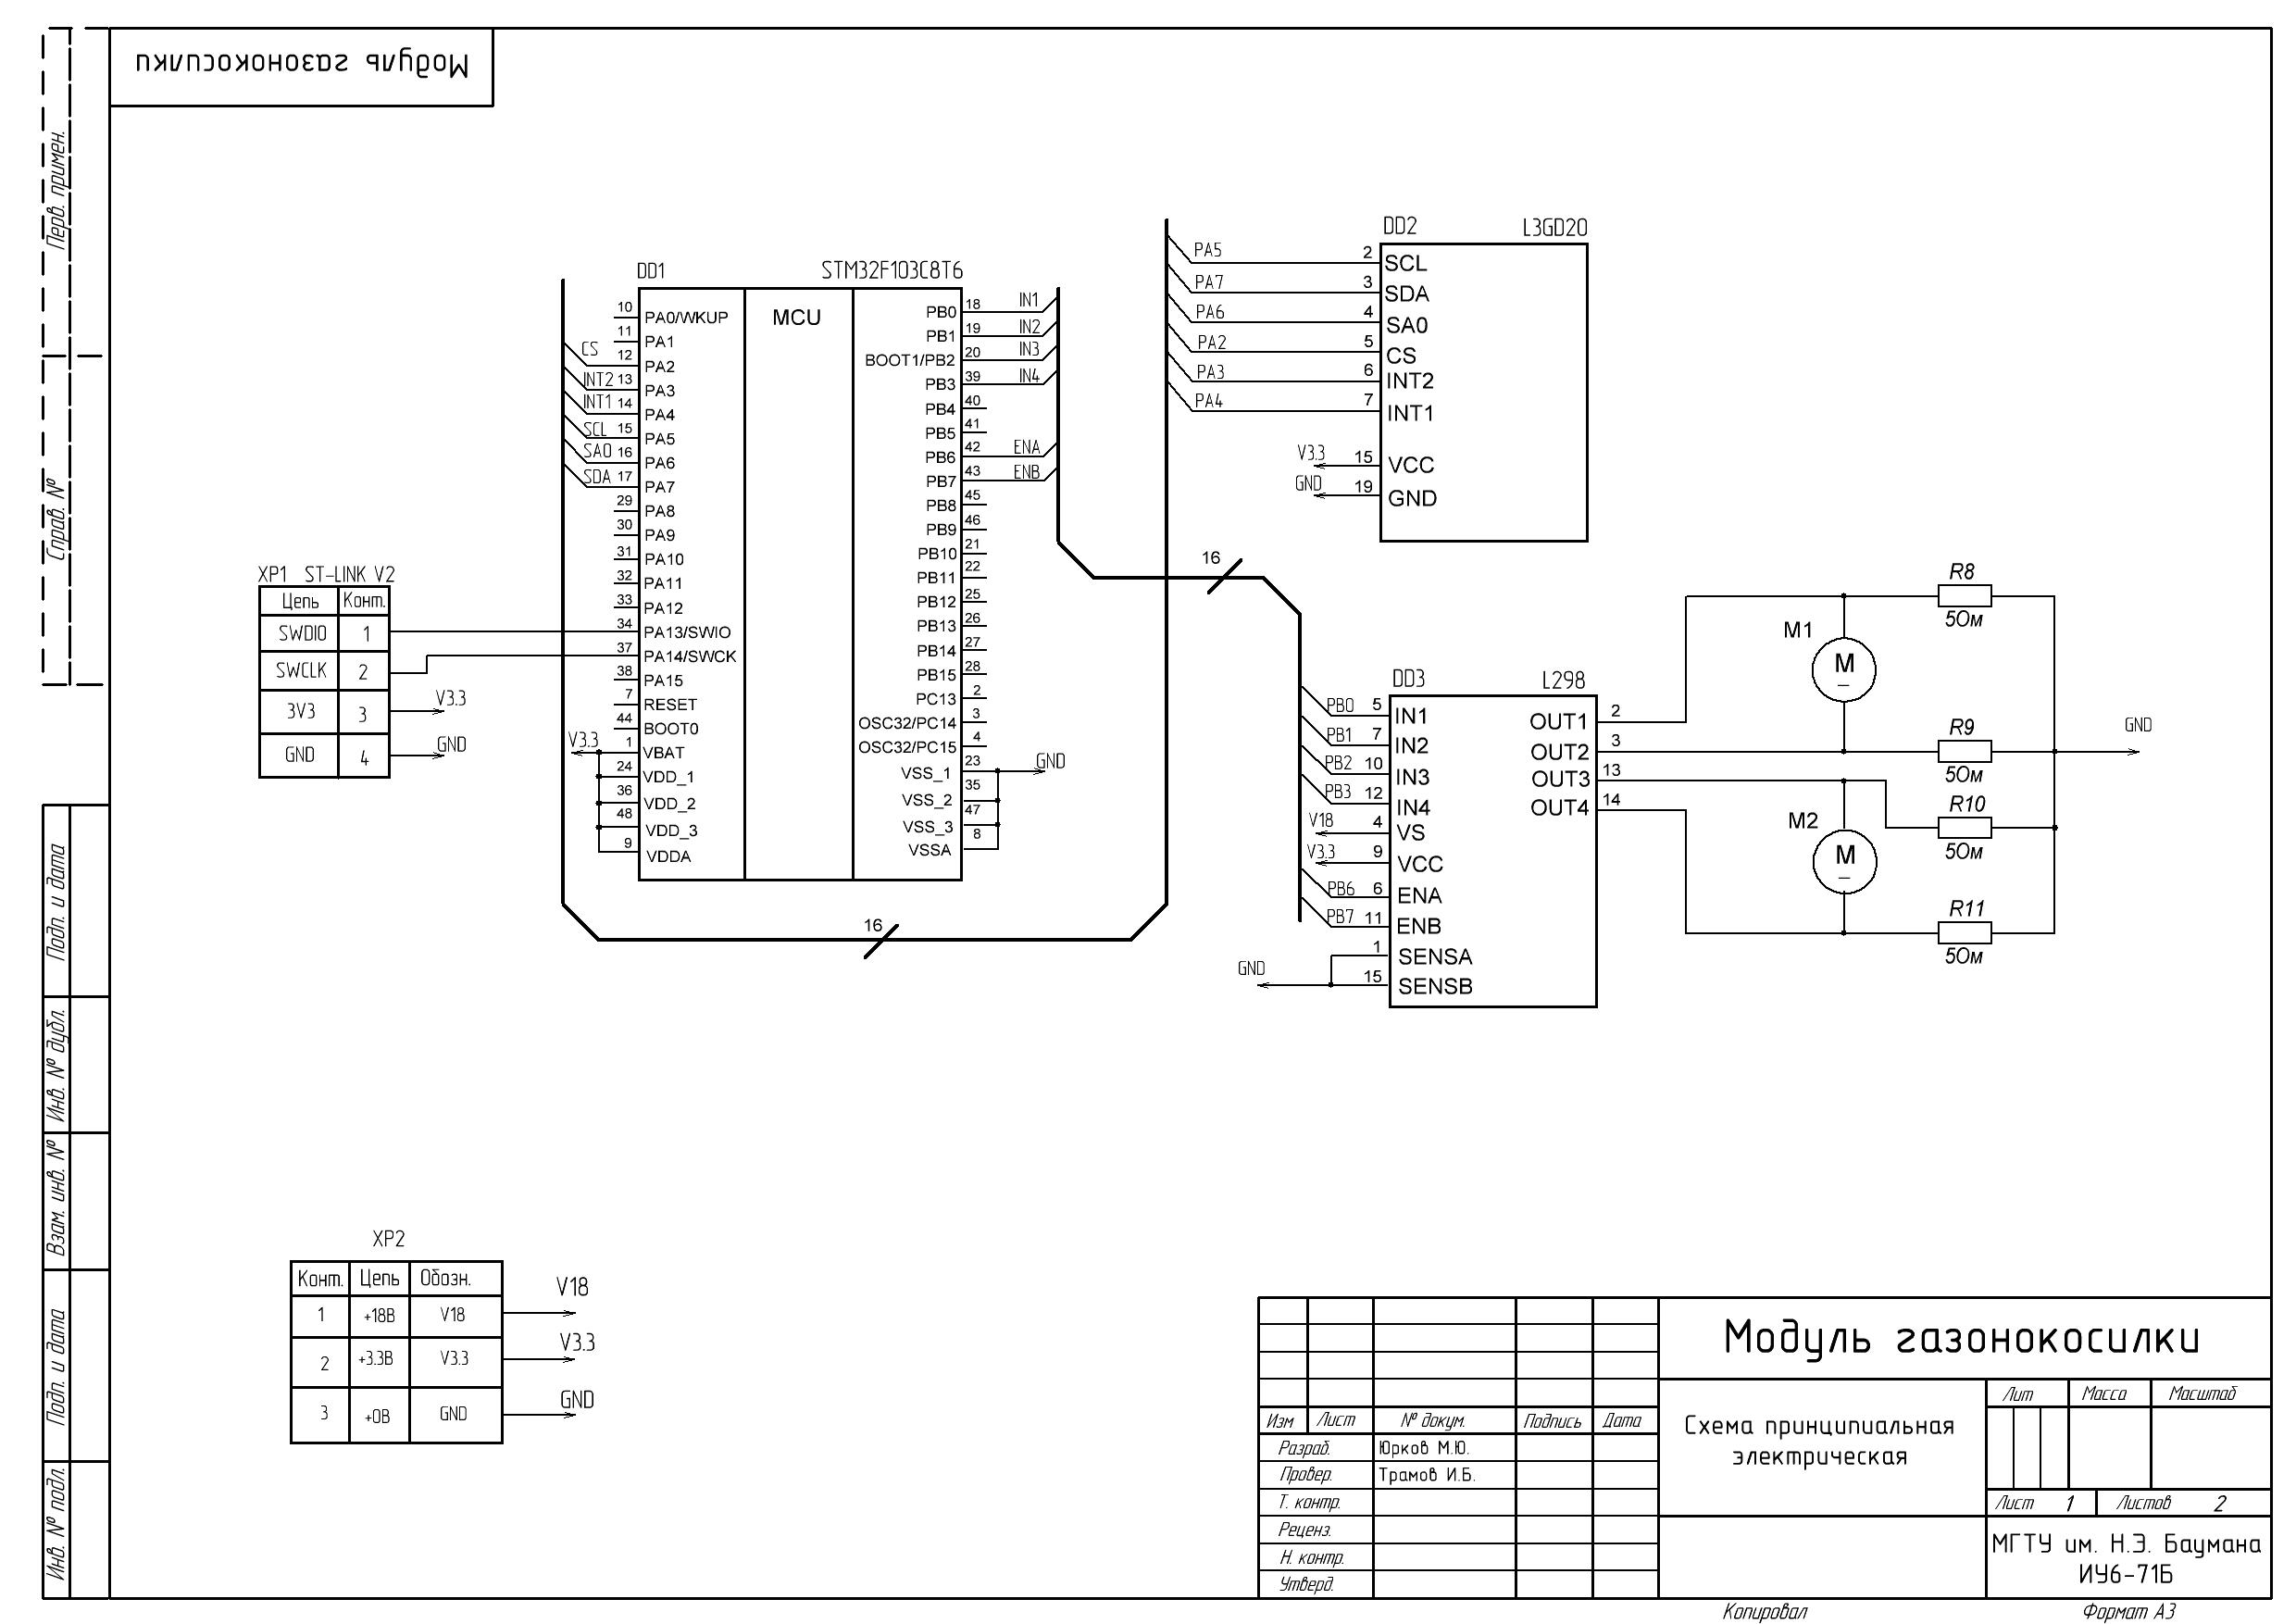 Модуль газонокосилки
Перв. примен.
Справ. №
Подп. и дата
Инв. № дубл.
Взам. инв. №
Подп. и дата
Инв. № подл.
DD1 STM32F103C8T6
MCU
CS
INT2
INT1
SCL
SA0
SDA
10 PA0/WKUP
11 PA1
12 PA2
13 PA3
14 PA4
15 PA5
16 PA6
17 PA7
29 PA8
30 PA9
31 PA10
32 PA11
33 PA12
34 PA13/SWIO
37 PA14/SWCK
38 PA15
7 RESET
44 BOOT0
V3.3
1 VBAT
24 VDD_1
36 VDD_2
48 VDD_3
9 VDDA
PB0 18 IN1
PB1 19 IN2
BOOT1/PB2 20 IN3
PB3 39 IN4
PB4 40
PB5 41
PB6 42 ENA
PB7 43 ENB
PB8 45
PB9 46
PB10 21
PB11 22
PB12 25
PB13 26
PB14 27
PB15 28
PC13 2
OSC32/PC14 3
OSC32/PC15 4
VSS_1 23 GND
VSS_2 35
VSS_3 47
VSSA 8
16
16
XP1 ST-LINK V2
Цепь Конт.
SWDIO 1
SWCLK 2
3V3 3 V3.3
GND 4 GND
DD2 L3GD20
PA5 2 SCL
PA7 3 SDA
PA6 4 SA0
PA2 5 CS
PA3 6 INT2
PA4 7 INT1
V3.3 15 VCC
GND 19 GND
DD3 L298
PB0 5 IN1
PB1 7 IN2
PB2 10 IN3
PB3 12 IN4
V18 4 VS
V3.3 9 VCC
PB6 6 ENA
PB7 11 ENB
1 SENSA
GND 15 SENSB
OUT1 2
OUT2 3
OUT3 13
OUT4 14
M1
M
M2
M
R8
5Ом
R9
5Ом
R10
5Ом
R11
5Ом
GND
XP2
Конт. Цепь Обозн.
1 +18В V18 V18
2 +3.3В V3.3 V3.3
3 +0В GND GND
Модуль газонокосилки
Схема принципиальная
электрическая
Лит Масса Масштаб
Лист 1 Листов 2
МГТУ им. Н.Э. Баумана
ИУ6-71Б
Изм Лист № докум. Подпись Дата
Разраб. Юрков М.Ю.
Провер. Трамов И.Б.
Т. контр.
Реценз.
Н. контр.
Утверд.
Копировал Формат А3